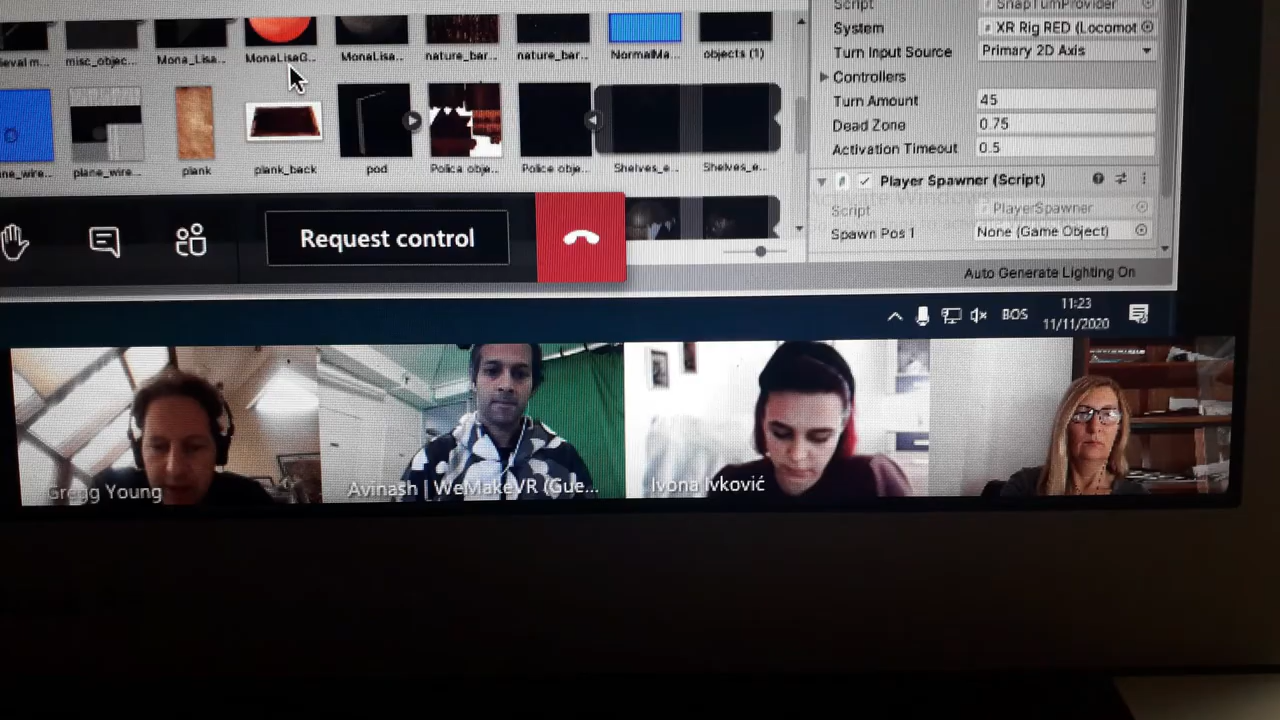 Script SnapTurnProvider
System XR Rig RED (Locomot
Turn Input Source Primary 2D Axis
Controllers
Turn Amount 45
Dead Zone 0.75
Activation Timeout 0.5
Player Spawner (Script)
Script PlayerSpawner
Spawn Pos 1 None (Game Object)
Auto Generate Lighting On
misc_objec... Mona_Lisa... MonaLisaG... MonaLisa... nature_bar... nature_bar... NormalMa... objects (1)
plane_wire... plank plank_back pod Police obje... Police obje... Shelves_e... Shelves_e...
Request control
BOS
11:23
11/11/2020
Gregg Young
Avinash | WeMakeVR (Gue...
Ivona Ivković